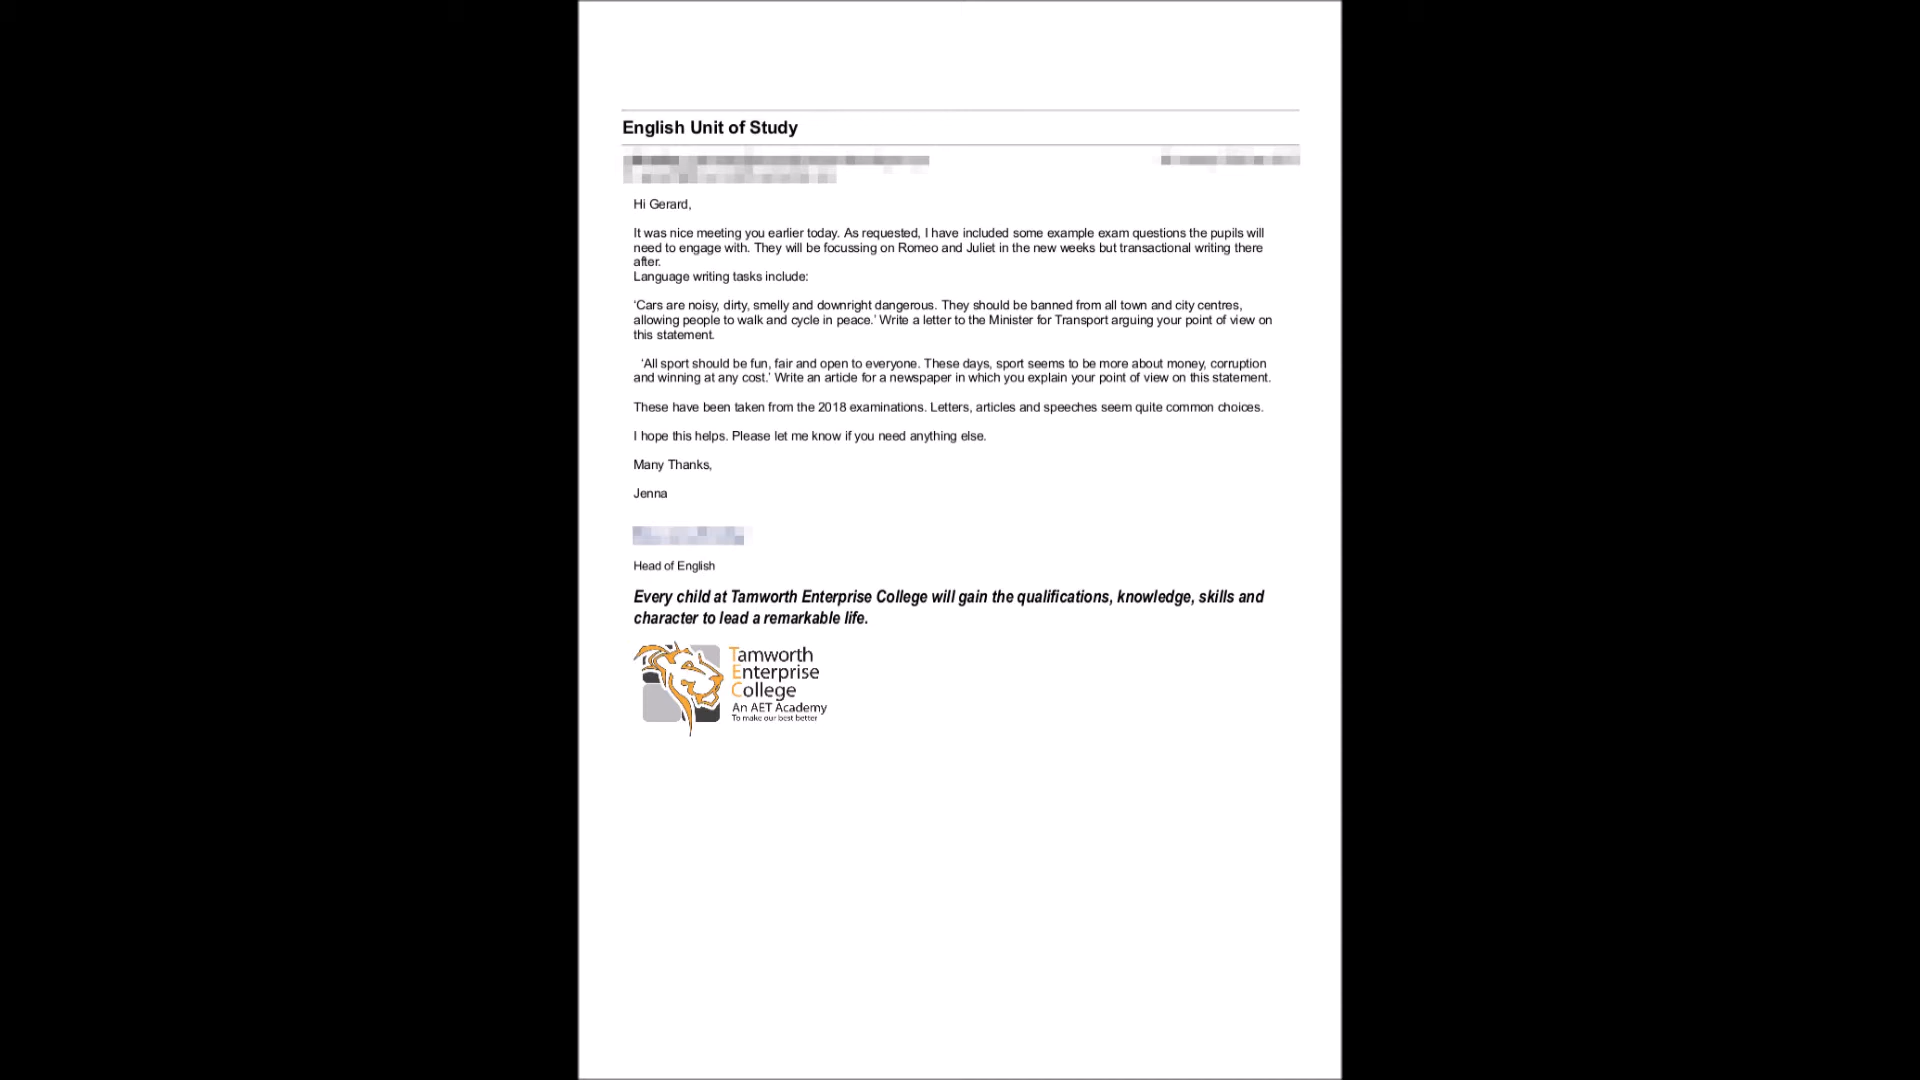 English Unit of Study
Hi Gerard,
It was nice meeting you earlier today. As requested, I have included some example exam questions the pupils will
need to engage with. They will be focussing on Romeo and Juliet in the new weeks but transactional writing there
after.
Language writing tasks include:
‘Cars are noisy, dirty, smelly and downright dangerous. They should be banned from all town and city centres,
allowing people to walk and cycle in peace.’ Write a letter to the Minister for Transport arguing your point of view on
this statement.
‘All sport should be fun, fair and open to everyone. These days, sport seems to be more about money, corruption
and winning at any cost.’ Write an article for a newspaper in which you explain your point of view on this statement.
These have been taken from the 2018 examinations. Letters, articles and speeches seem quite common choices.
I hope this helps. Please let me know if you need anything else.
Many Thanks,
Jenna
Head of English
Every child at Tamworth Enterprise College will gain the qualifications, knowledge, skills and
character to lead a remarkable life.
Tamworth
Enterprise
College
An AET Academy
To make our best better